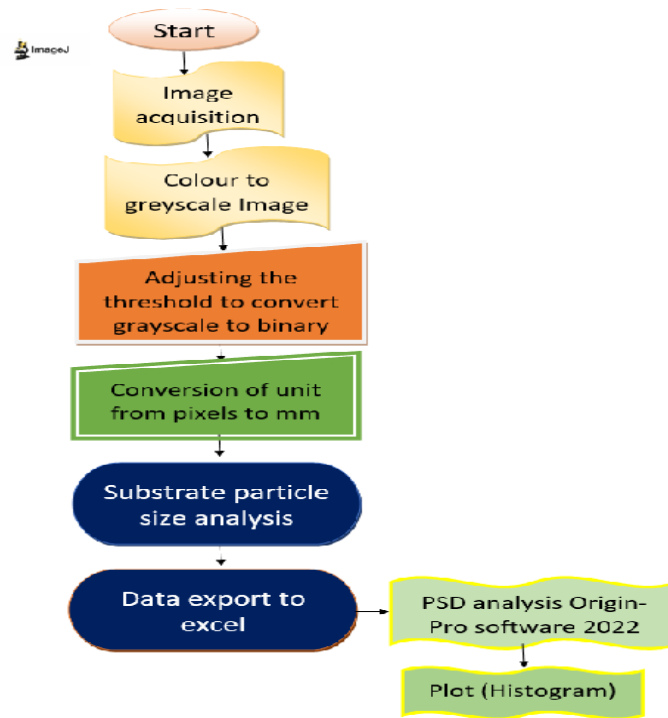 Start
ImageJ
Image
acquisition
Colour to
greyscale Image
Adjusting the
threshold to convert
grayscale to binary
Conversion of unit
from pixels to mm
Substrate particle
size analysis
Data export to
excel
PSD analysis Origin-
Pro software 2022
Plot (Histogram)